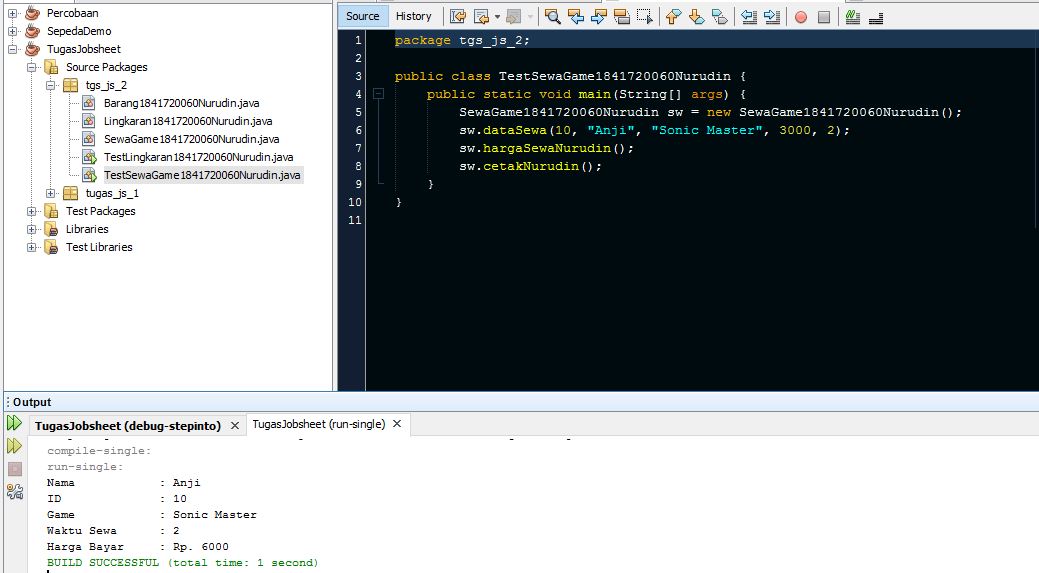 Percobaan
SepedaDemo
TugasJobsheet
Source Packages
tgs_js_2
Barang1841720060Nurudin.java
Lingkaran1841720060Nurudin.java
SewaGame1841720060Nurudin.java
TestLingkaran1841720060Nurudin.java
TestSewaGame1841720060Nurudin.java
tugas_js_1
Test Packages
Libraries
Test Libraries
Source History
1 package tgs_js_2;
2
3 public class TestSewaGame1841720060Nurudin {
4 public static void main(String[] args) {
5 SewaGame1841720060Nurudin sw = new SewaGame1841720060Nurudin();
6 sw.dataSewa(10, "Anji", "Sonic Master", 3000, 2);
7 sw.hargaSewaNurudin();
8 sw.cetakNurudin();
9 }
10 }
11
Output
TugasJobsheet (debug-stepinto) TugasJobsheet (run-single)
compile-single:
run-single:
Nama : Anji
ID : 10
Game : Sonic Master
Waktu Sewa : 2
Harga Bayar : Rp. 6000
BUILD SUCCESSFUL (total time: 1 second)